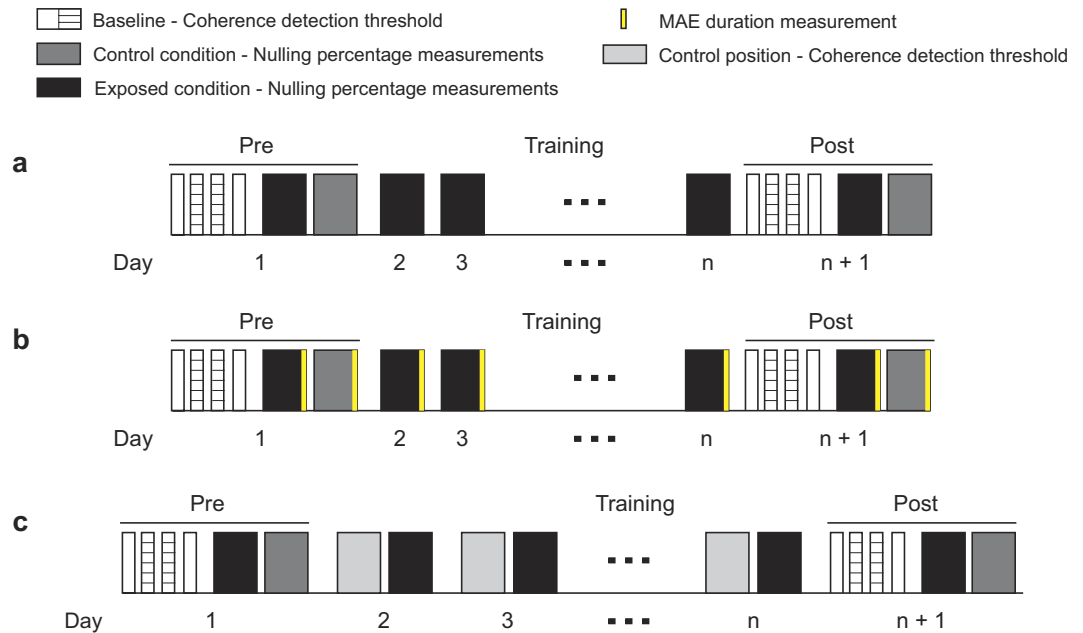 Baseline - Coherence detection threshold
MAE duration measurement
Control condition - Nulling percentage measurements
Control position - Coherence detection threshold
Exposed condition - Nulling percentage measurements
a
Pre
Training
Post
Day 1 2 3 ... n n + 1
b
Pre
Training
Post
Day 1 2 3 ... n n + 1
c
Pre
Training
Post
Day 1 2 3 ... n n + 1